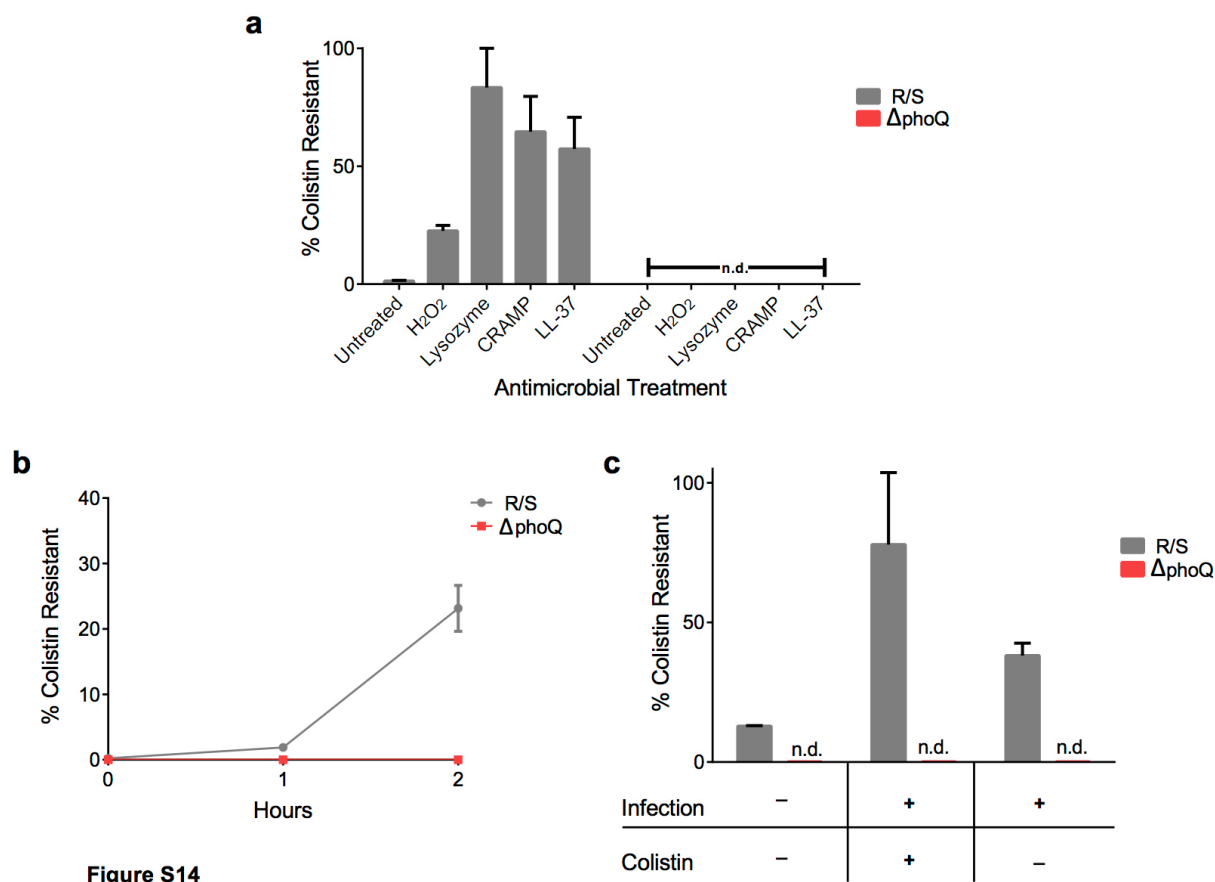 a
% Colistin Resistant
100
50
0
R/S
ΔphoQ
n.d.
Untreated
H2O2
Lysozyme
CRAMP
LL-37
Untreated
H2O2
Lysozyme
CRAMP
LL-37
Antimicrobial Treatment
b
% Colistin Resistant
40
30
20
10
0
R/S
ΔphoQ
0 1 2
Hours
c
% Colistin Resistant
100
50
0
R/S
ΔphoQ
n.d. n.d. n.d.
Infection – + +
Colistin – + –
Figure S14